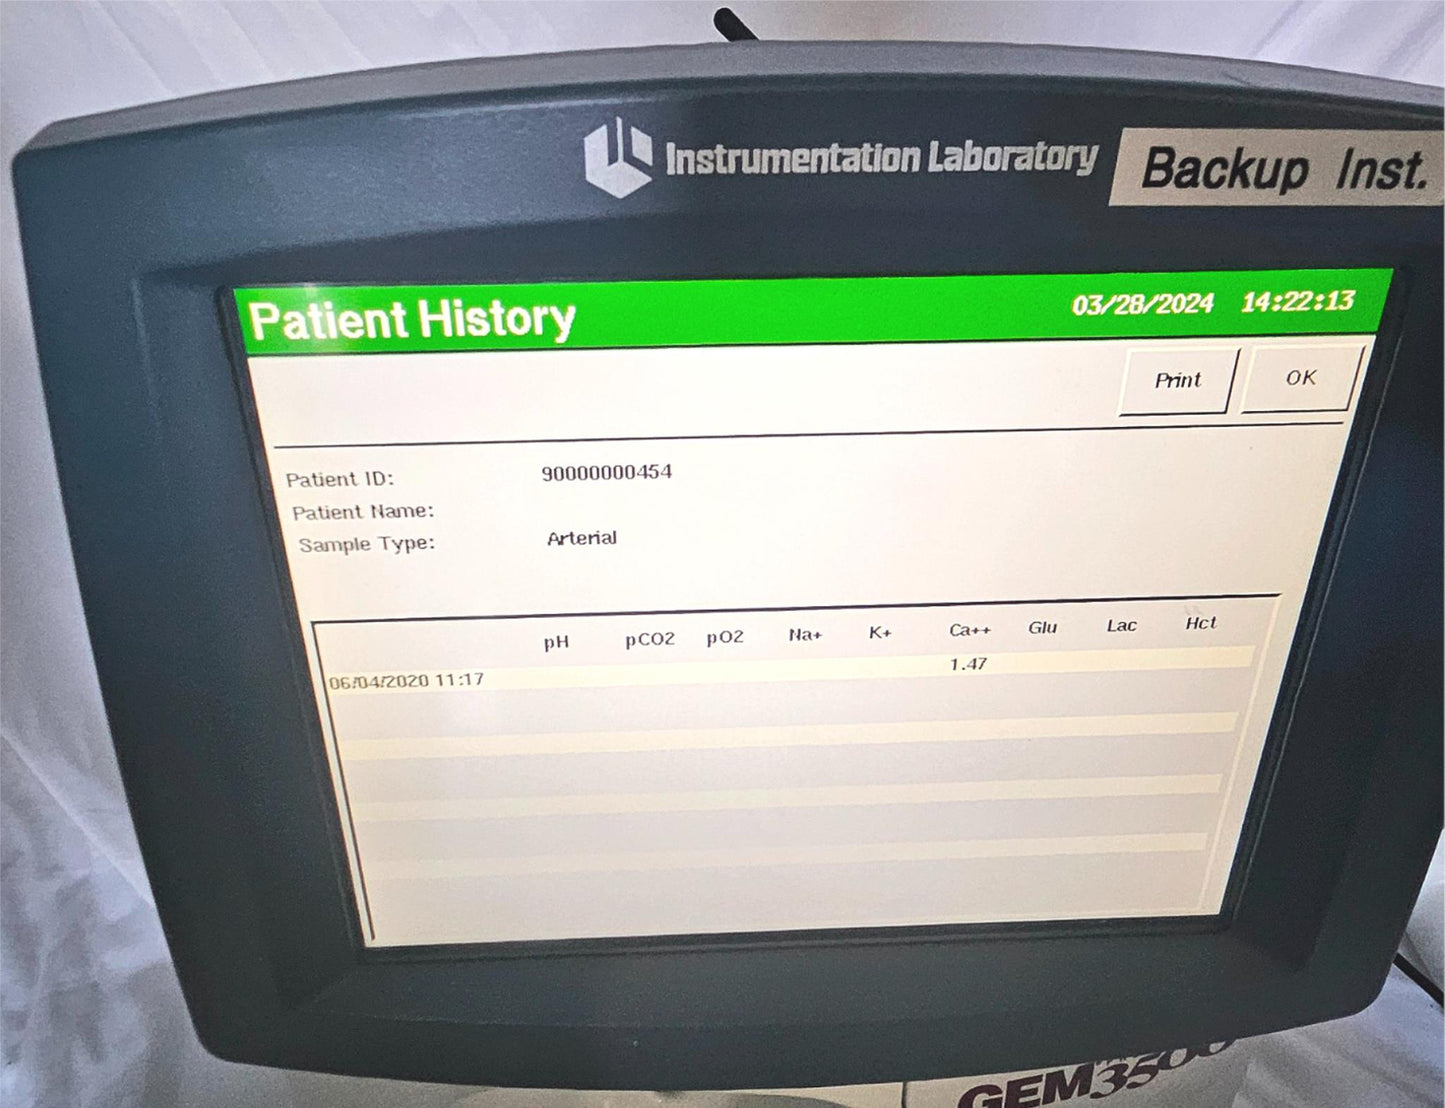 Instrumentation Laboratory
Backup Inst.
Patient History 03/28/2024 14:22:13
Print OK
Patient ID: 90000000454
Patient Name:
Sample Type: Arterial
pH pCO2 pO2 Na+ K+ Ca++ Glu Lac Hct
06/04/2020 11:17 1.47
GEM3500